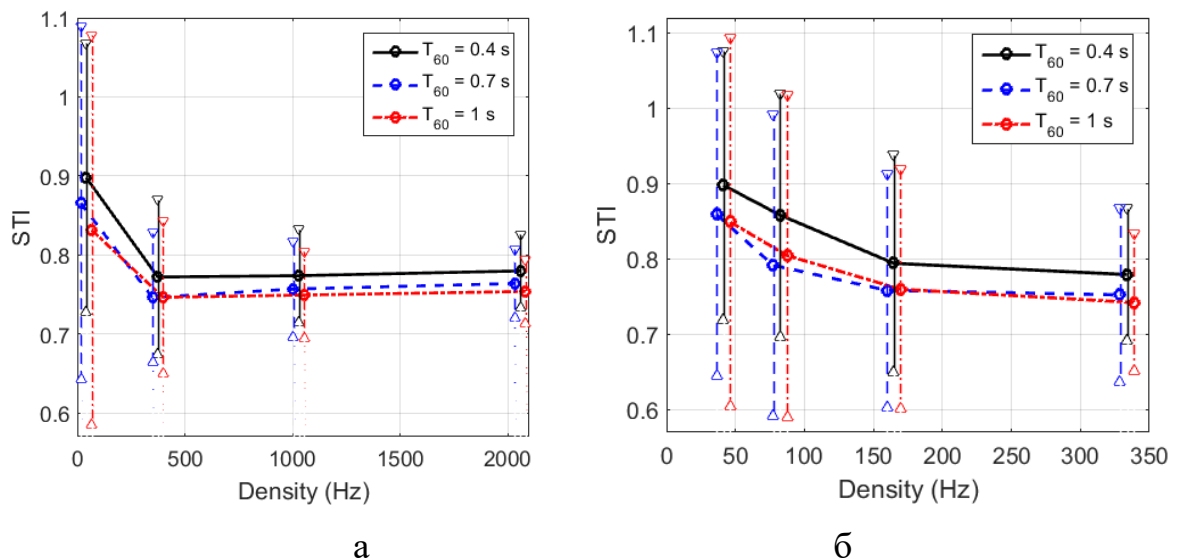 1.1
1
0.9
0.8
0.7
0.6
STI
0 500 1000 1500 2000
Density (Hz)
T60 = 0.4 s
T60 = 0.7 s
T60 = 1 s
а
1.1
1
0.9
0.8
0.7
0.6
STI
0 50 100 150 200 250 300 350
Density (Hz)
T60 = 0.4 s
T60 = 0.7 s
T60 = 1 s
б